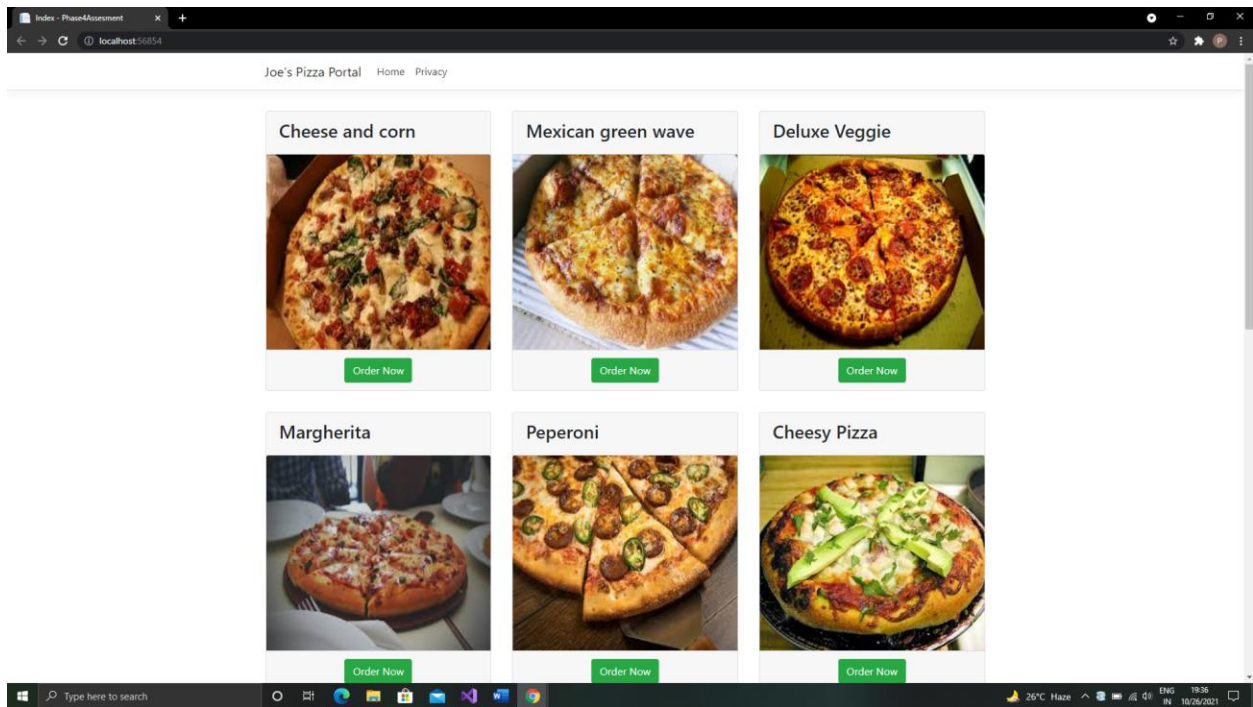 Index - Phase4Assesment
localhost:56854
Joe's Pizza Portal Home Privacy
Cheese and corn
Mexican green wave
Deluxe Veggie
Order Now
Order Now
Order Now
Margherita
Peperoni
Cheesy Pizza
Order Now
Order Now
Order Now
Type here to search
26°C Haze
ENG
IN
19:36
10/26/2021
P